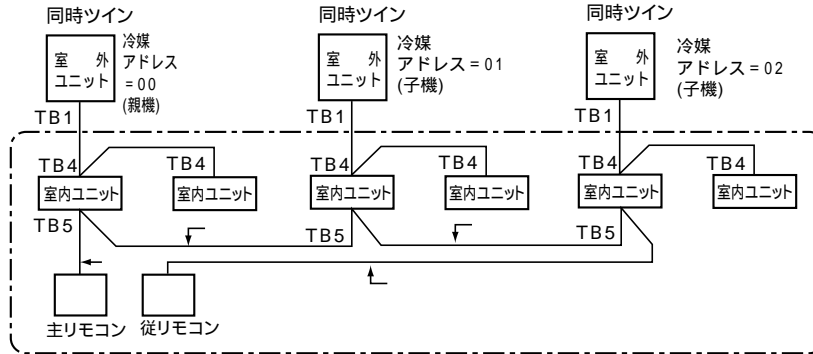 同時ツイン
同時ツイン
同時ツイン
室 外
ユニット
冷媒
アドレス
=00
(親機)
室 外
ユニット
冷媒
アドレス=01
(子機)
室 外
ユニット
冷媒
アドレス=02
(子機)
TB1
TB1
TB1
TB4
TB4
TB4
TB4
TB4
TB4
室内ユニット
室内ユニット
室内ユニット
室内ユニット
室内ユニット
室内ユニット
TB5
TB5
TB5
主リモコン
従リモコン